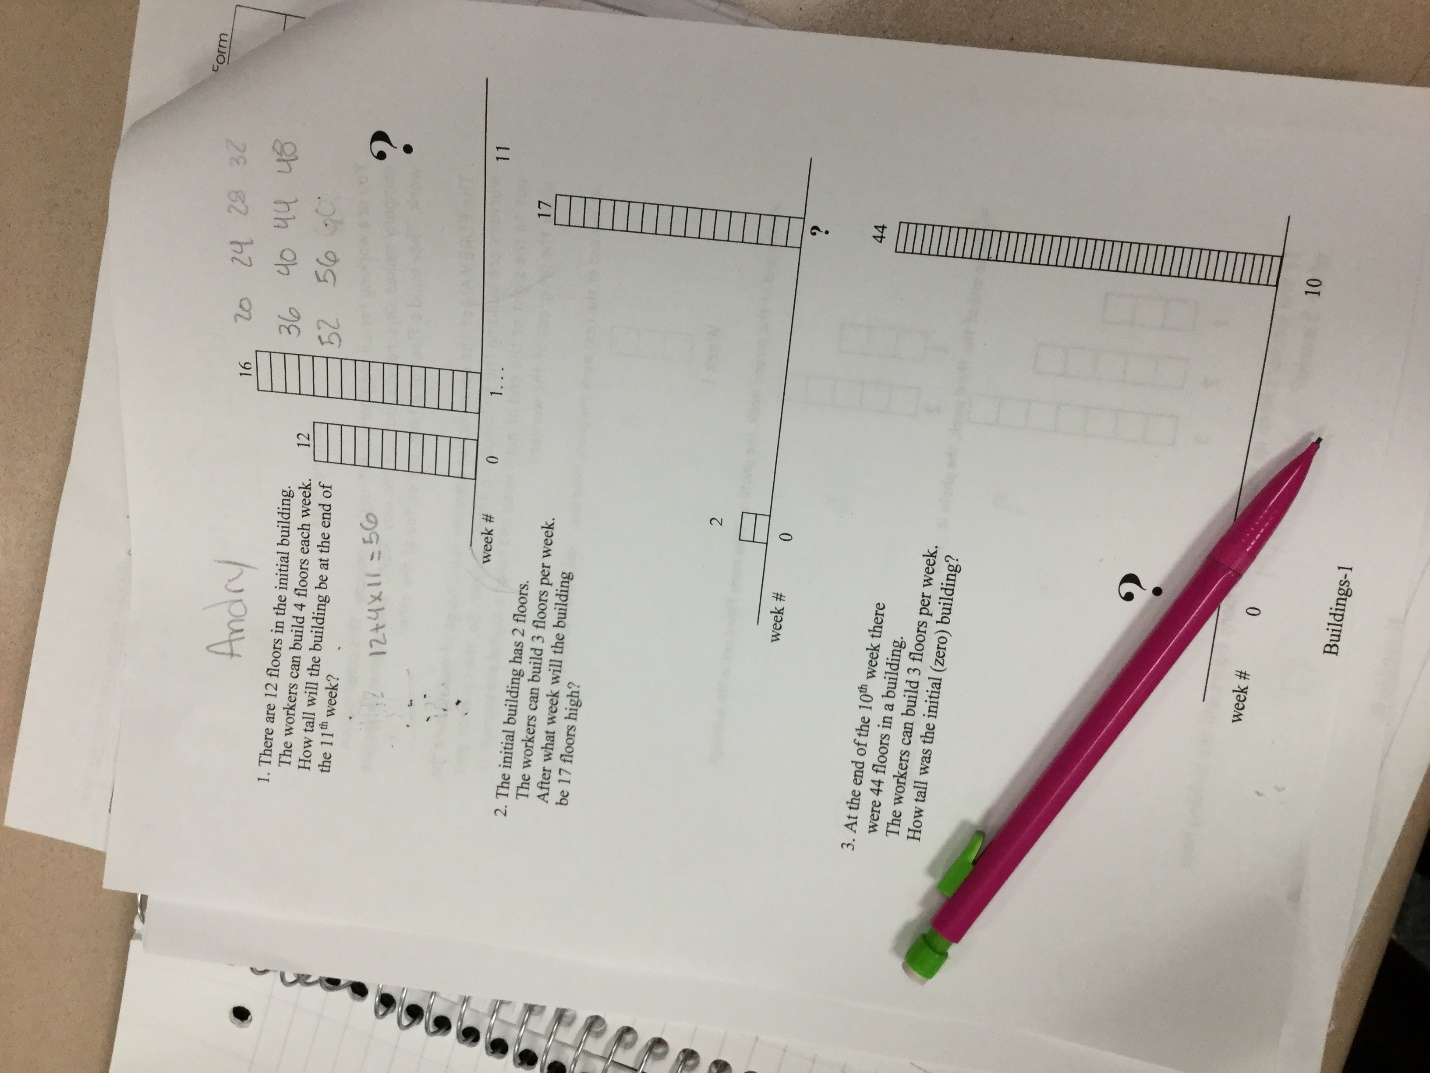 Form
Andry
1. There are 12 floors in the initial building.
The workers can build 4 floors each week.
How tall will the building be at the end of
the 11th week?
12+4x11=56
12
16
20 24 28 32
36 40 44 48
52 56
?
week # 0 1... 11
2. The initial building has 2 floors.
The workers can build 3 floors per week.
After what week will the building
be 17 floors high?
2
17
week # 0 ?
3. At the end of the 10th week there
were 44 floors in a building.
The workers can build 3 floors per week.
How tall was the initial (zero) building?
?
44
week # 0 10
Buildings-1